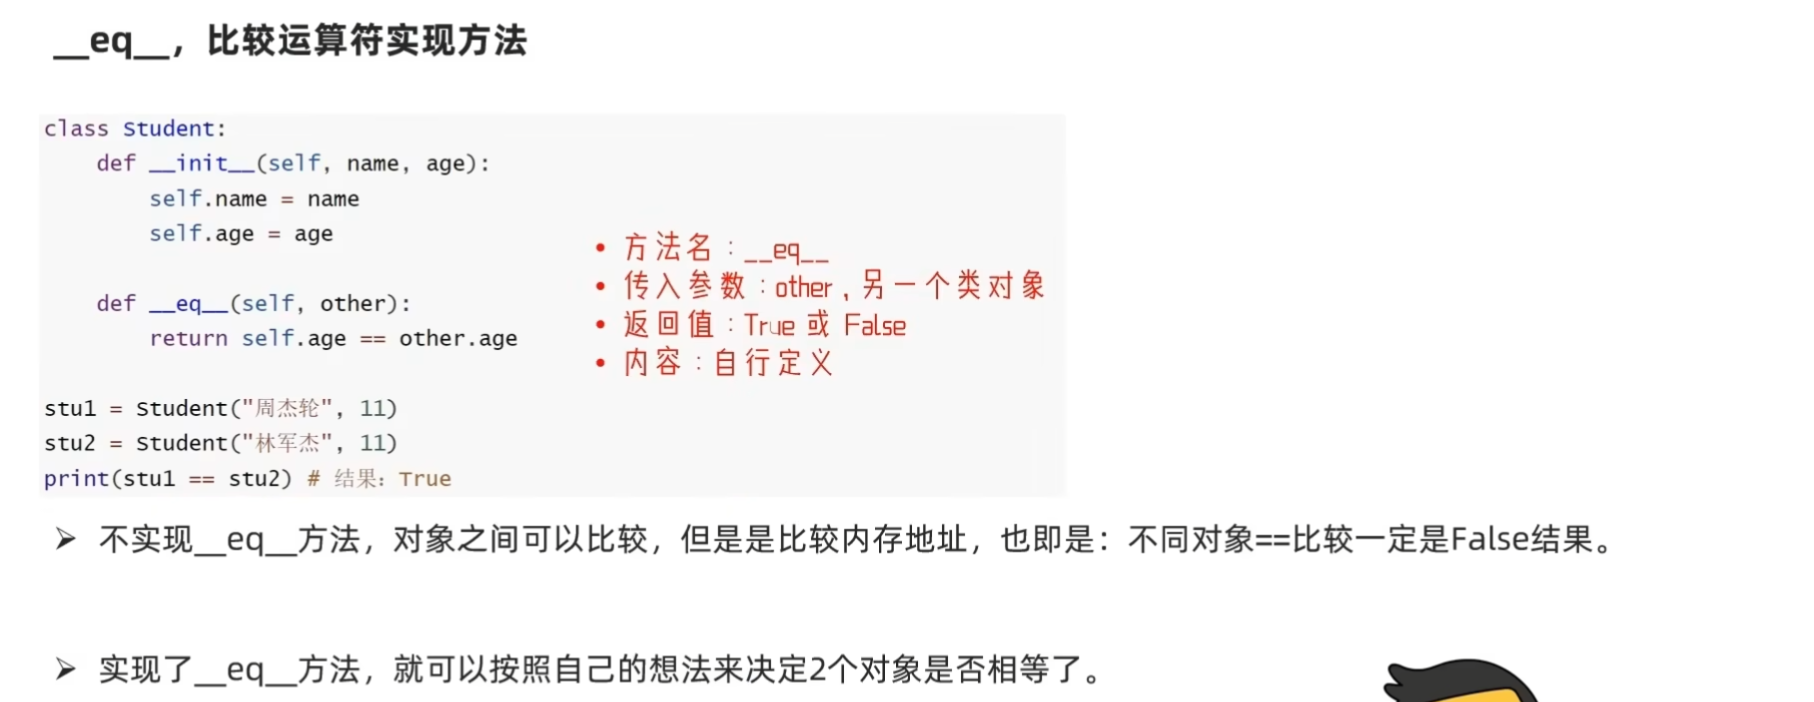 __eq__，比较运算符实现方法
class Student:
    def __init__(self, name, age):
        self.name = name
        self.age = age
    def __eq__(self, other):
        return self.age == other.age
stu1 = Student("周杰轮", 11)
stu2 = Student("林军杰", 11)
print(stu1 == stu2) # 结果：True
• 方法名：__eq__
• 传入参数：other，另一个类对象
• 返回值：True 或 False
• 内容：自行定义
➢ 不实现__eq__方法，对象之间可以比较，但是是比较内存地址，也即是：不同对象==比较一定是False结果。
➢ 实现了__eq__方法，就可以按照自己的想法来决定2个对象是否相等了。